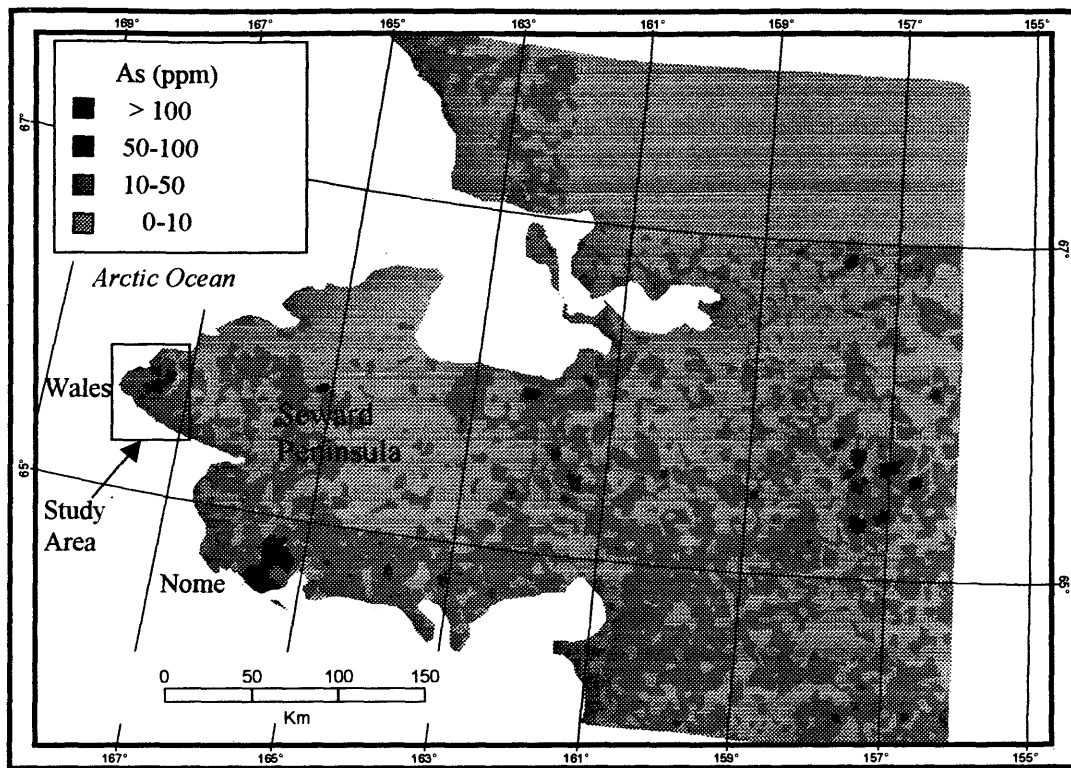 169° 167° 165° 163° 161° 159° 157° 155°
As (ppm)
> 100
50-100
10-50
0-10
67°
67°
Arctic Ocean
Wales
Seward
Peninsula
65°
Study
Area
Nome
65°
0 50 100 150
Km
167° 165° 163° 161° 159° 157° 155°